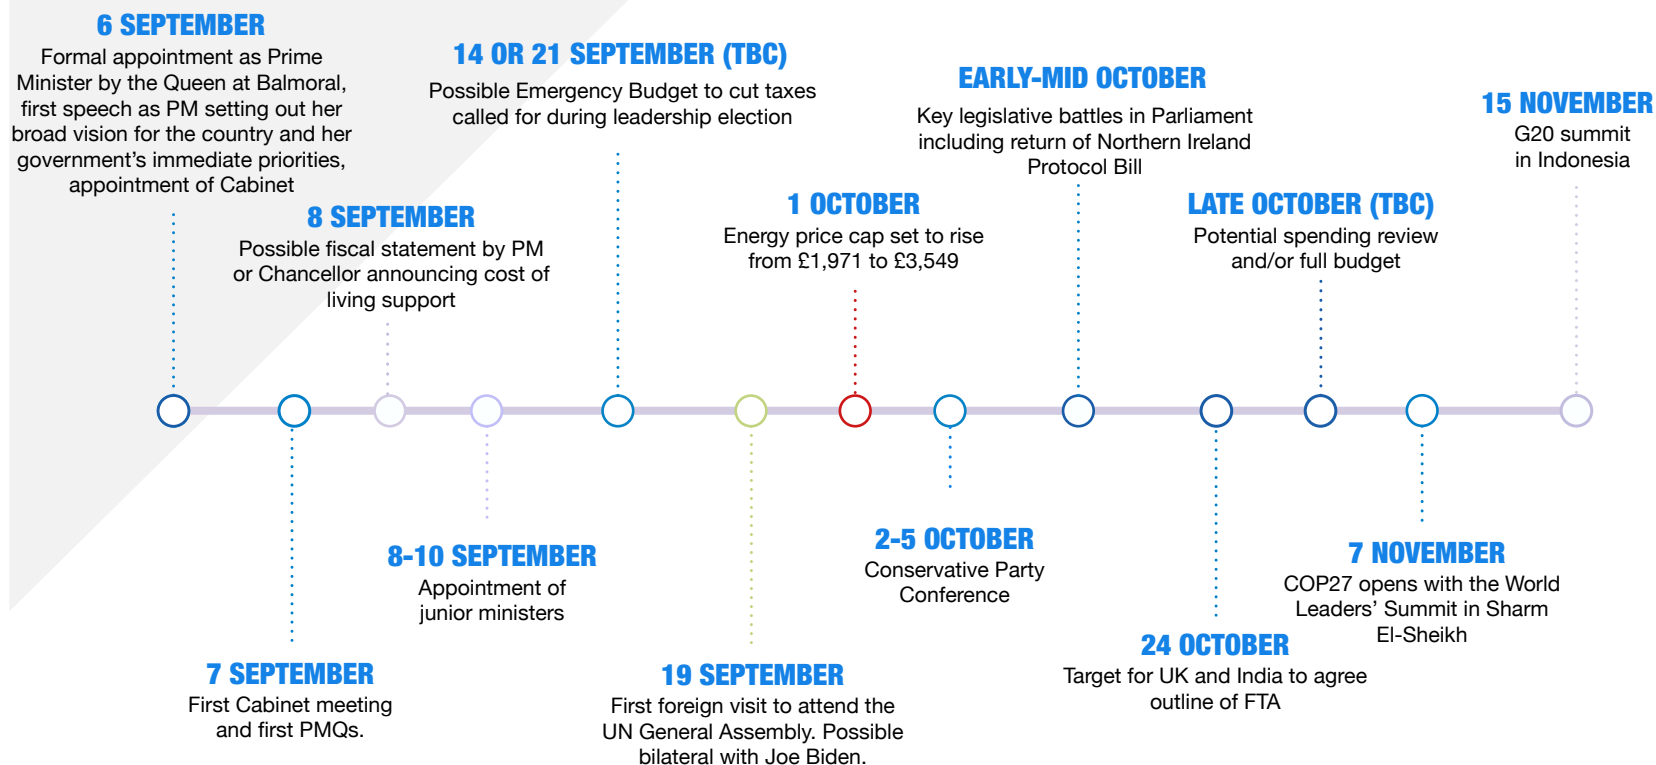 6 SEPTEMBER
Formal appointment as Prime
Minister by the Queen at Balmoral,
first speech as PM setting out her
broad vision for the country and her
government’s immediate priorities,
appointment of Cabinet
7 SEPTEMBER
First Cabinet meeting
and first PMQs.
8 SEPTEMBER
Possible fiscal statement by PM
or Chancellor announcing cost of
living support
8-10 SEPTEMBER
Appointment of
junior ministers
14 OR 21 SEPTEMBER (TBC)
Possible Emergency Budget to cut taxes
called for during leadership election
19 SEPTEMBER
First foreign visit to attend the
UN General Assembly. Possible
bilateral with Joe Biden.
1 OCTOBER
Energy price cap set to rise
from £1,971 to £3,549
2-5 OCTOBER
Conservative Party
Conference
EARLY-MID OCTOBER
Key legislative battles in Parliament
including return of Northern Ireland
Protocol Bill
24 OCTOBER
Target for UK and India to agree
outline of FTA
LATE OCTOBER (TBC)
Potential spending review
and/or full budget
7 NOVEMBER
COP27 opens with the World
Leaders’ Summit in Sharm
El-Sheikh
15 NOVEMBER
G20 summit
in Indonesia